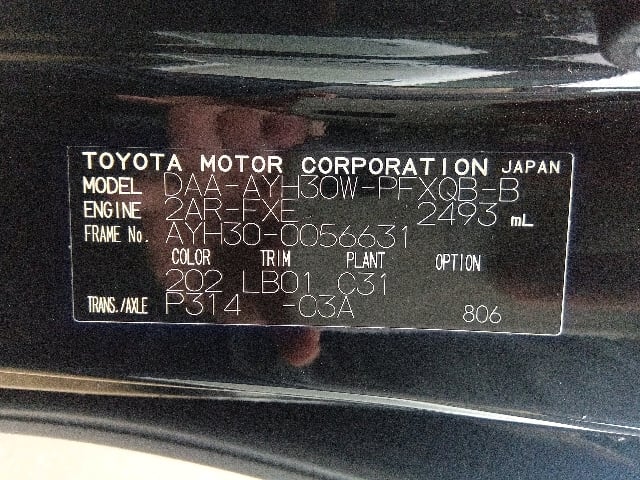 TOYOTA MOTOR CORPORATION JAPAN
MODEL DAA-AYH30W-PFXQB-B
ENGINE 2AR-FXE 2493 mL
FRAME No. AYH30-0056631
COLOR TRIM PLANT OPTION
202 LB01 C31
TRANS./AXLE P314 -03A 806